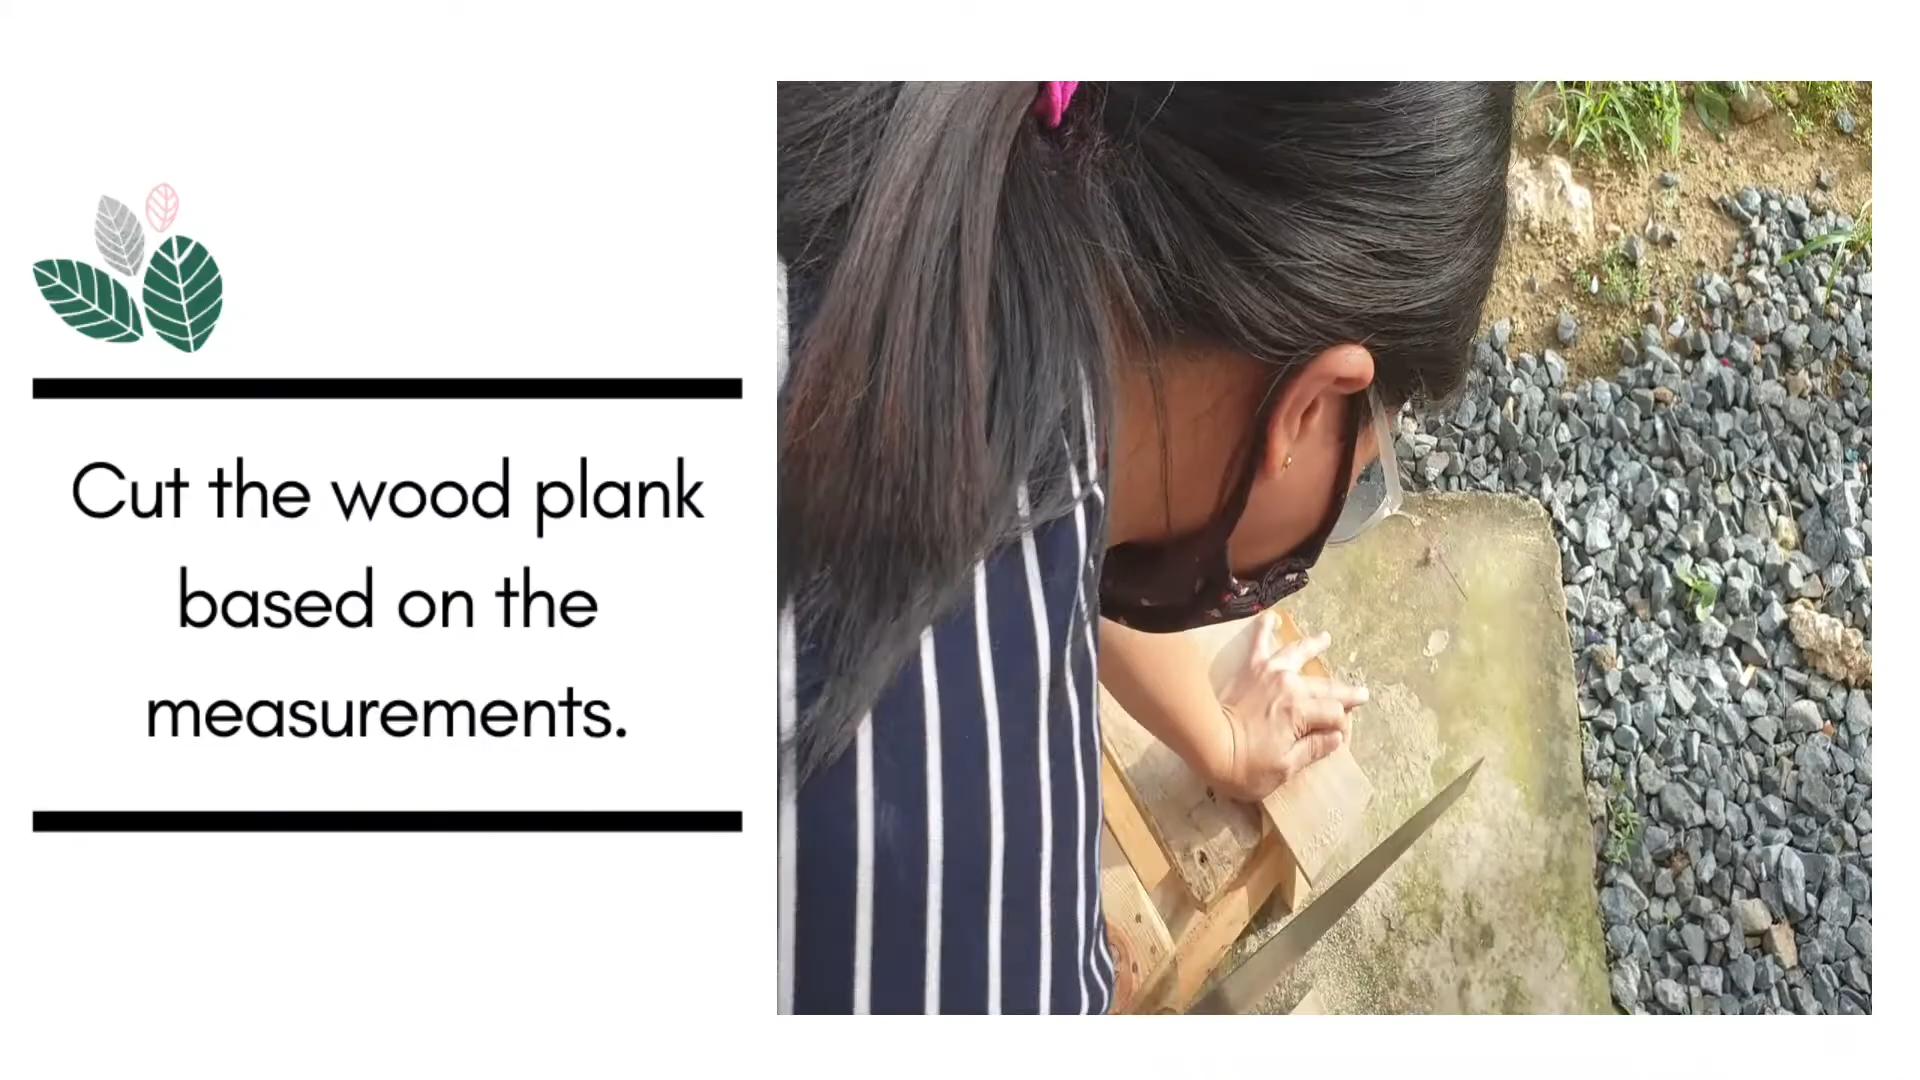 Cut the wood plank
based on the
measurements.